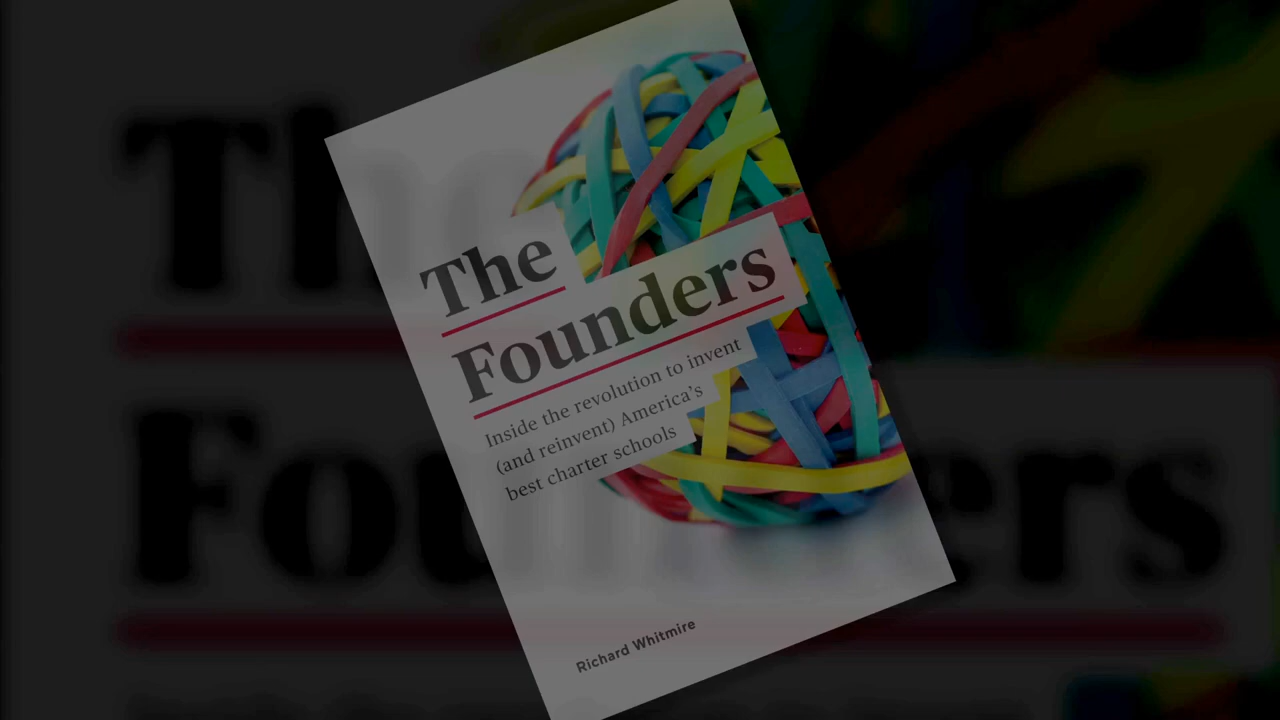 The
Founders
Inside the revolution to invent
(and reinvent) America's
best charter schools
Richard Whitmire